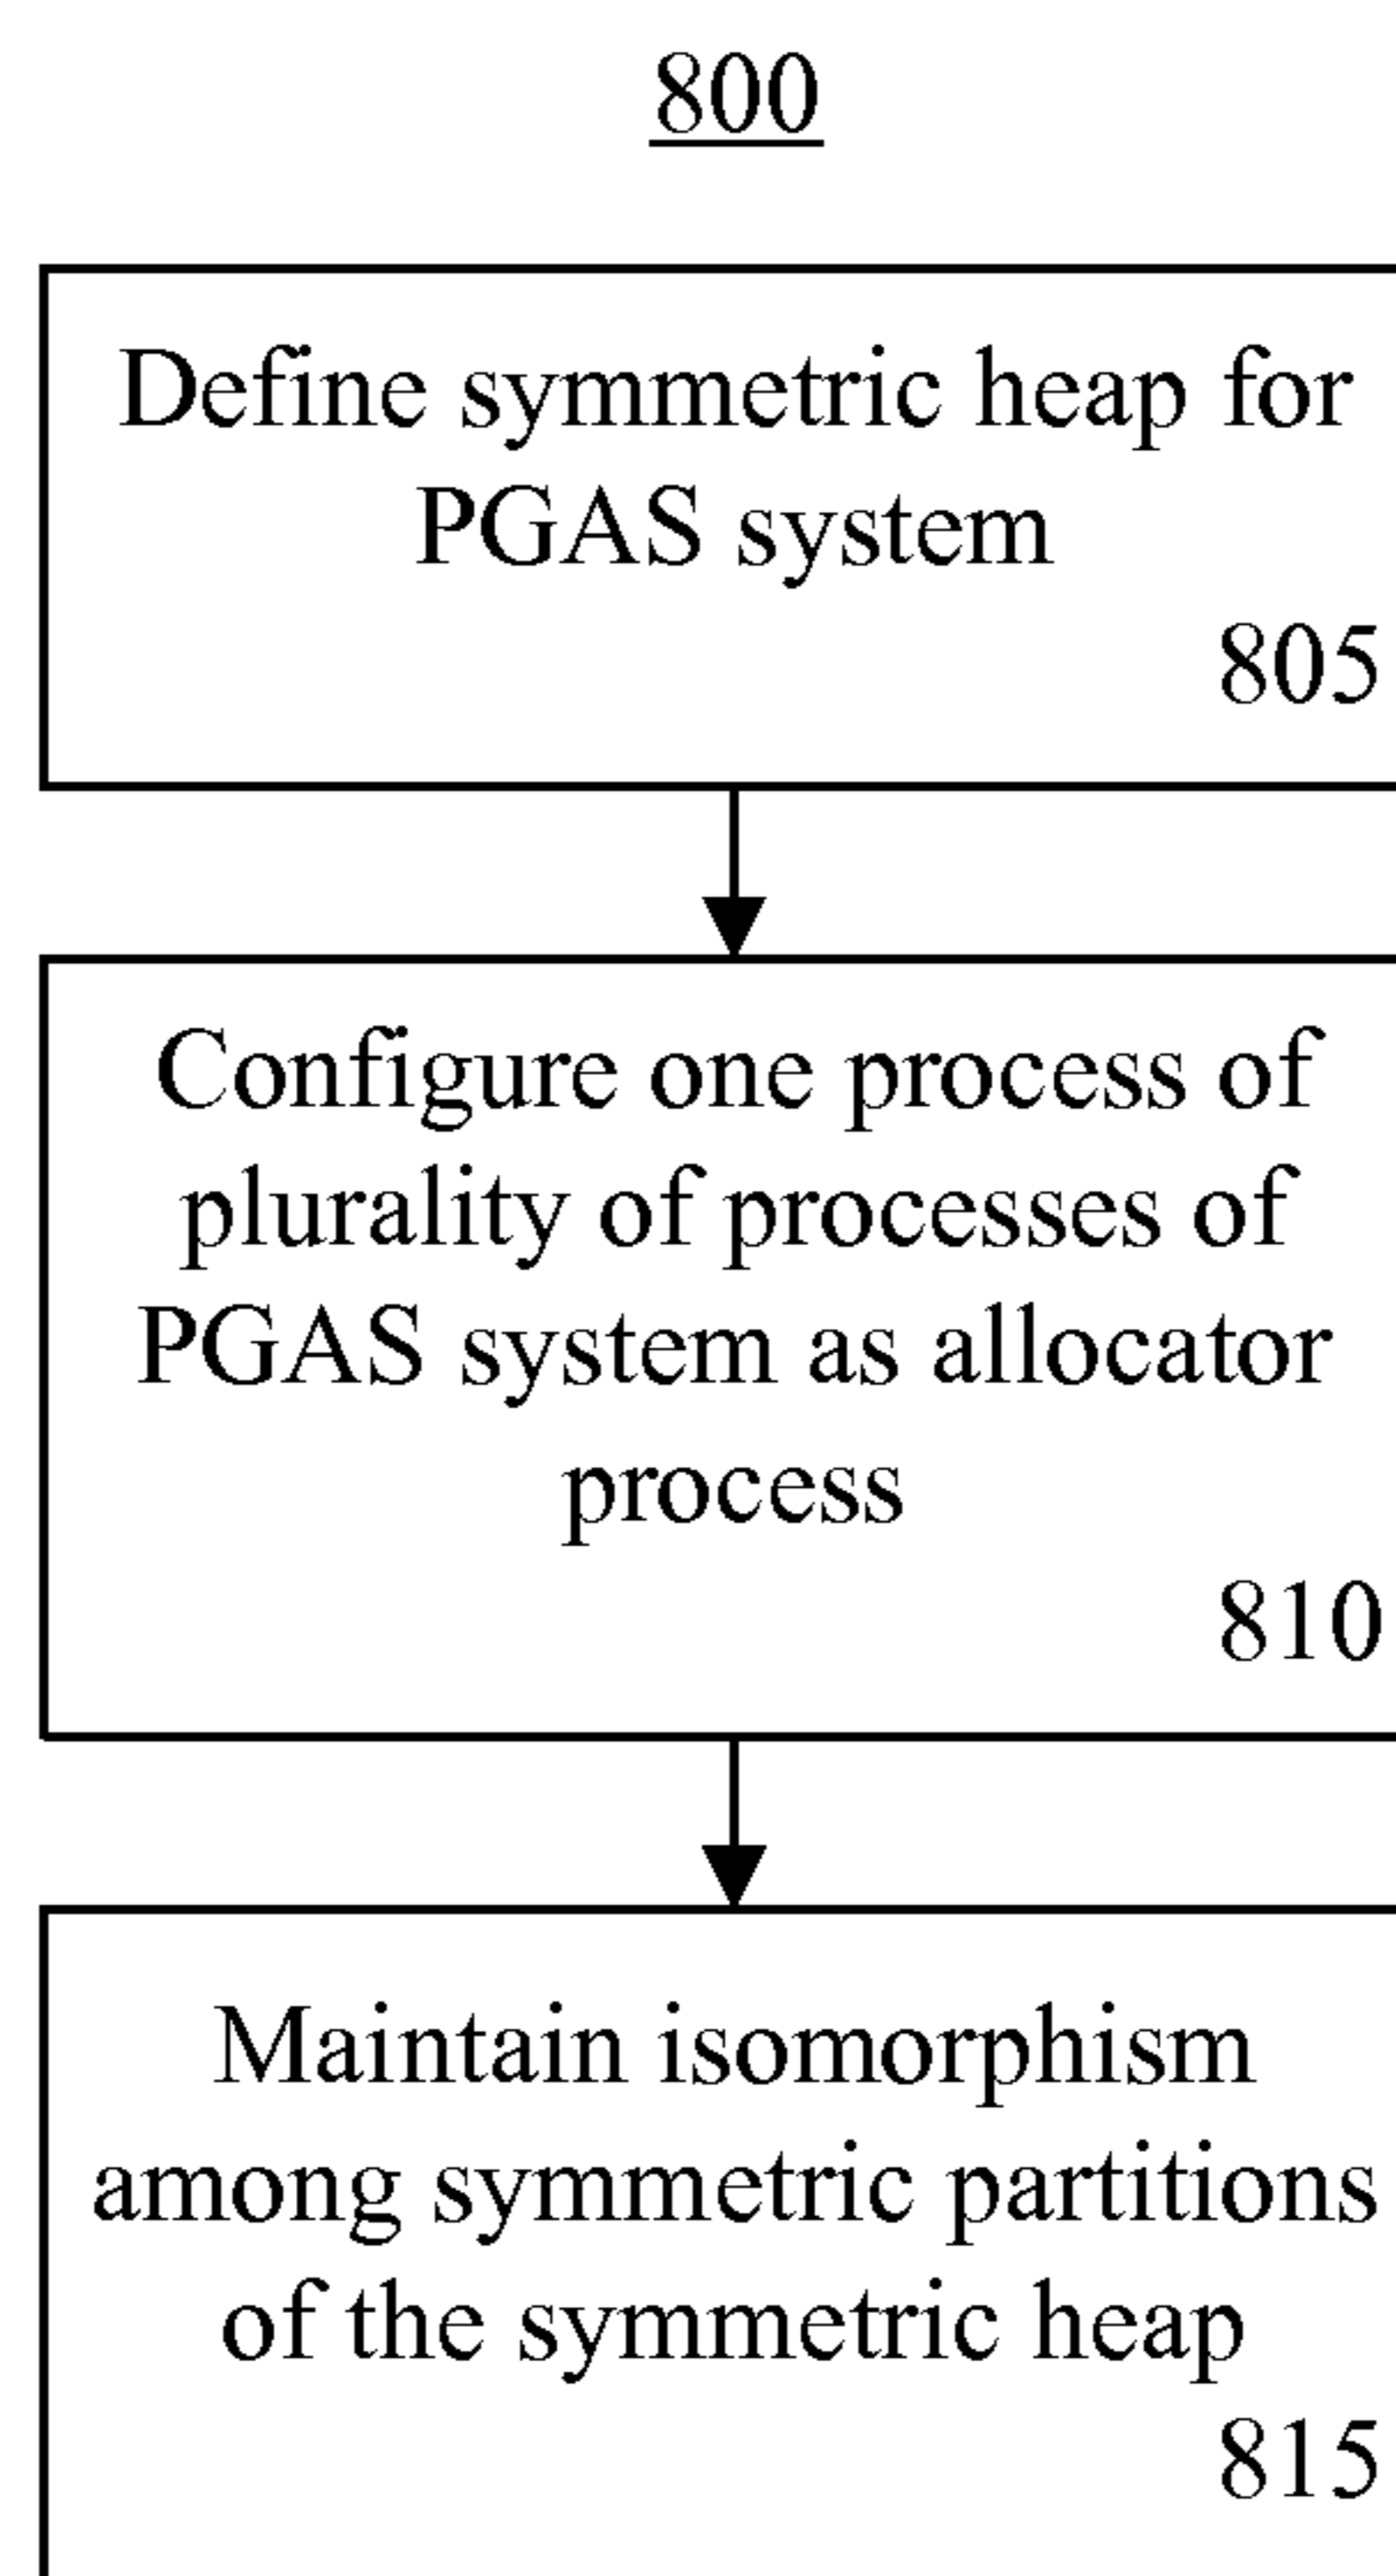 800
Define symmetric heap for
PGAS system
805
Configure one process of
plurality of processes of
PGAS system as allocator
process
810
Maintain isomorphism
among symmetric partitions
of the symmetric heap
815